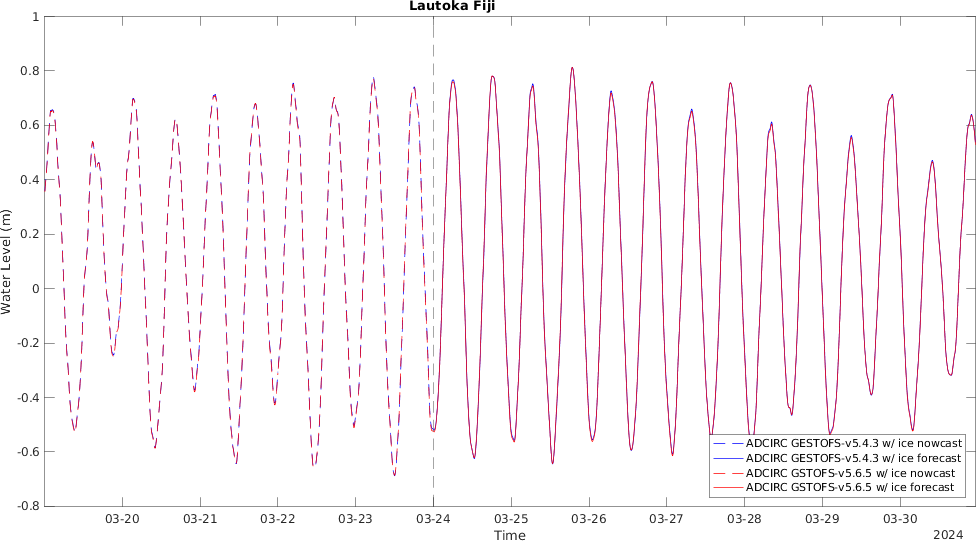 Lautoka Fiji
1
0.8
0.6
0.4
0.2
0
-0.2
-0.4
-0.6
-0.8
Water Level (m)
ADCIRC GESTOFS-v5.4.3 w/ ice nowcast
ADCIRC GESTOFS-v5.4.3 w/ ice forecast
ADCIRC GSTOFS-v5.6.5 w/ ice nowcast
ADCIRC GSTOFS-v5.6.5 w/ ice forecast
03-20 03-21 03-22 03-23 03-24 03-25 03-26 03-27 03-28 03-29 03-30
Time
2024